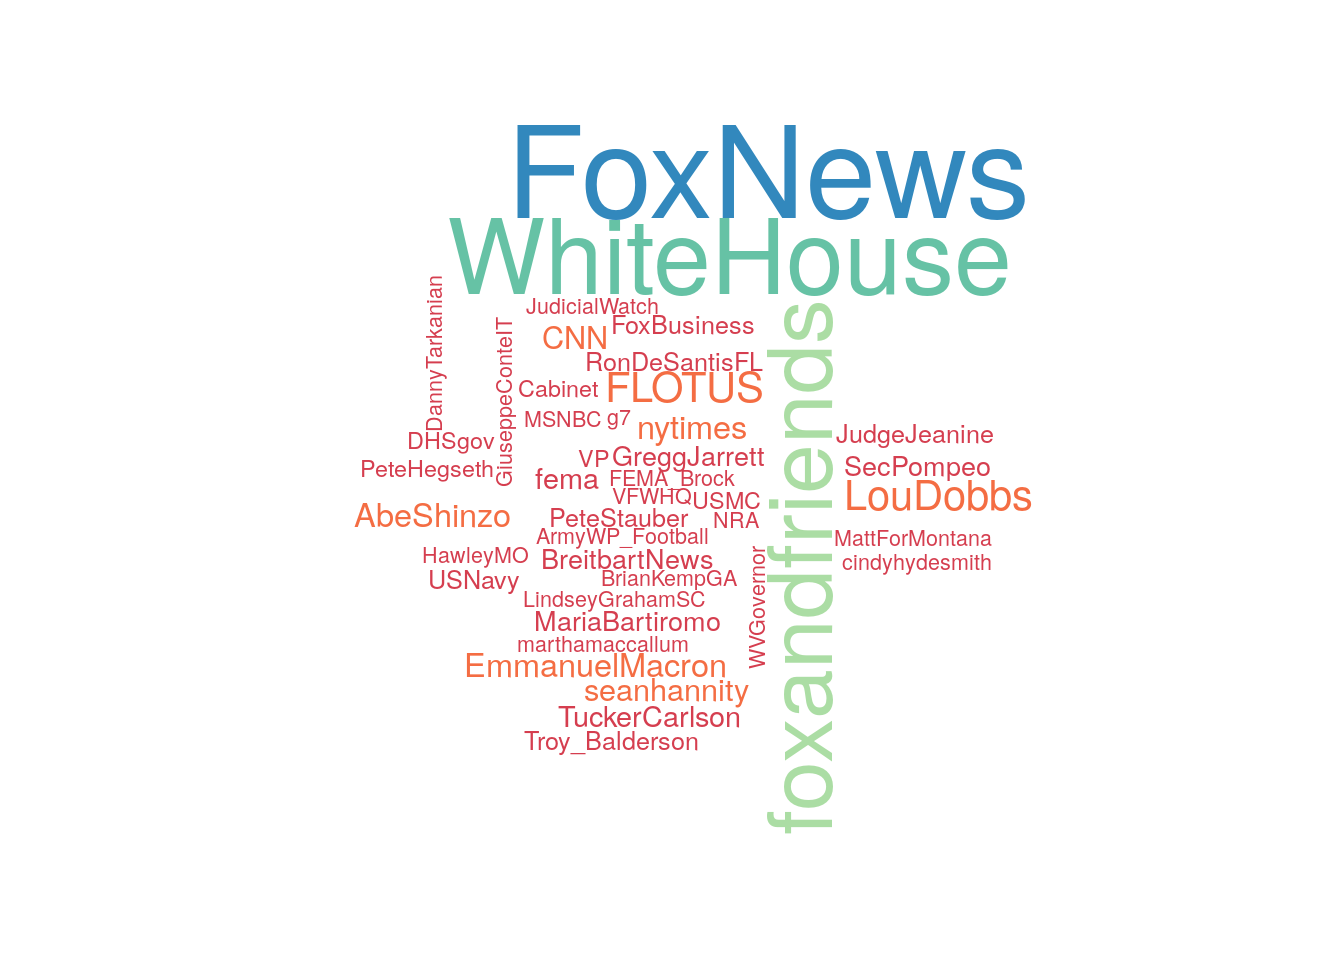 FoxNews
WhiteHouse
DannyTarkanian
GiuseppeConteIT
JudicialWatch
FoxBusiness
CNN
RonDeSantisFL
Cabinet
FLOTUS
MSNBC
g7
nytimes
foxandfriends
JudgeJeanine
DHSgov
VP
GreggJarrett
PeteHegseth
SecPompeo
fema
FEMA_Brock
VFWHQ
USMC
LouDobbs
AbeShinzo
PeteStauber
NRA
ArmyWP_Football
MattForMontana
HawleyMO
BreitbartNews
cindyhydesmith
USNavy
BrianKempGA
WVGovernor
LindseyGrahamSC
MariaBartiromo
marthamaccallum
EmmanuelMacron
seanhannity
TuckerCarlson
Troy_Balderson